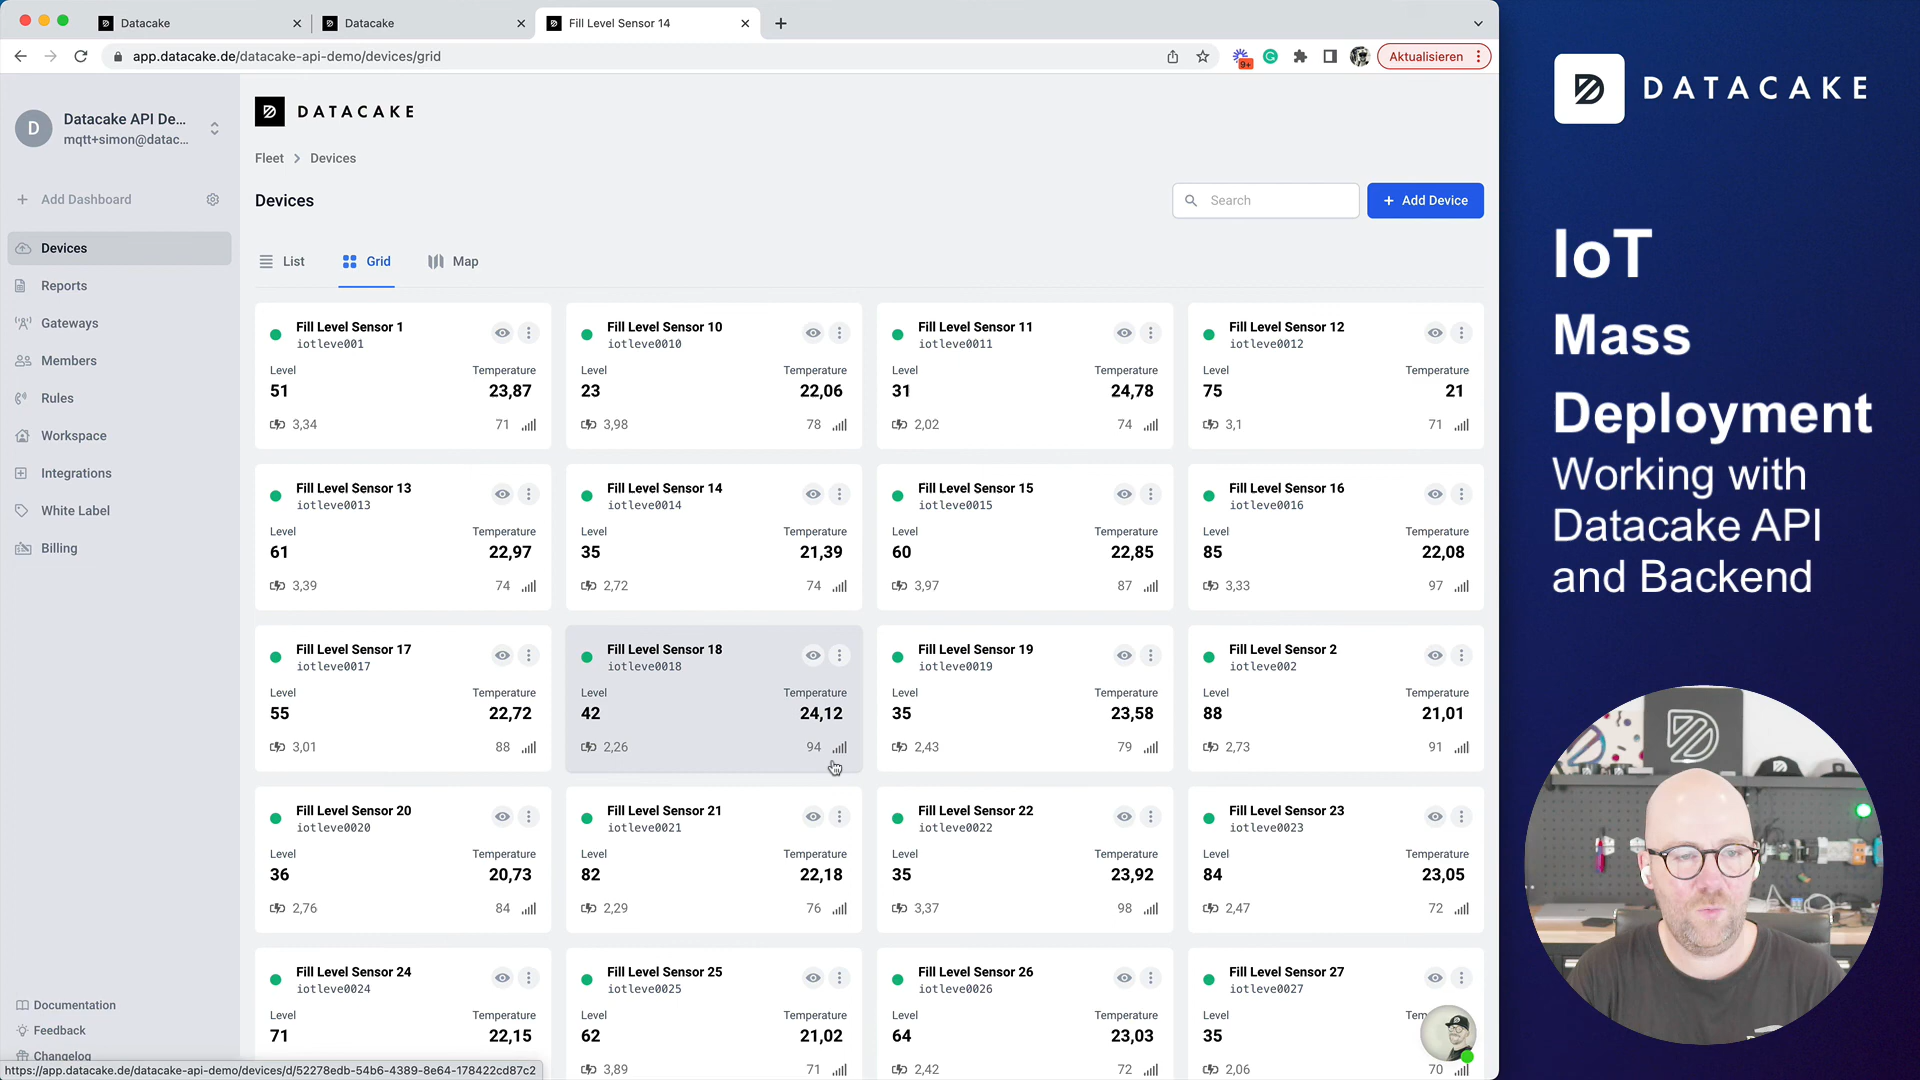 Datacake
Datacake
Fill Level Sensor 14
app.datacake.de/datacake-api-demo/devices/grid
9+
Aktualisieren
D
Datacake API De...
mqtt+simon@datac...
Add Dashboard
Devices
Reports
Gateways
Members
Rules
Workspace
Integrations
White Label
Billing
Documentation
Feedback
Changelog
https://app.datacake.de/datacake-api-demo/devices/d/52278edb-54b6-4389-8e64-178422cd87c2
DATACAKE
Fleet > Devices
Devices
Search
+ Add Device
List
Grid
Map
Fill Level Sensor 1
iotleve001
Level Temperature
51 23,87
3,34 71
Fill Level Sensor 10
iotleve0010
Level Temperature
23 22,06
3,98 78
Fill Level Sensor 11
iotleve0011
Level Temperature
31 24,78
2,02 74
Fill Level Sensor 12
iotleve0012
Level Temperature
75 21
3,1 71
Fill Level Sensor 13
iotleve0013
Level Temperature
61 22,97
3,39 74
Fill Level Sensor 14
iotleve0014
Level Temperature
35 21,39
2,72 74
Fill Level Sensor 15
iotleve0015
Level Temperature
60 22,85
3,97 87
Fill Level Sensor 16
iotleve0016
Level Temperature
85 22,08
3,33 97
Fill Level Sensor 17
iotleve0017
Level Temperature
55 22,72
3,01 88
Fill Level Sensor 18
iotleve0018
Level Temperature
42 24,12
2,26 94
Fill Level Sensor 19
iotleve0019
Level Temperature
35 23,58
2,43 79
Fill Level Sensor 2
iotleve002
Level Temperature
88 21,01
2,73 91
Fill Level Sensor 20
iotleve0020
Level Temperature
36 20,73
2,76 84
Fill Level Sensor 21
iotleve0021
Level Temperature
82 22,18
2,29 76
Fill Level Sensor 22
iotleve0022
Level Temperature
35 23,92
3,37 98
Fill Level Sensor 23
iotleve0023
Level Temperature
84 23,05
2,47 72
Fill Level Sensor 24
iotleve0024
Level Temperature
71 22,15
Fill Level Sensor 25
iotleve0025
Level Temperature
62 21,02
3,89 71
Fill Level Sensor 26
iotleve0026
Level Temperature
64 23,03
2,42 72
Fill Level Sensor 27
iotleve0027
Level Tem
35
2,06 70
DATACAKE
IoT
Mass
Deployment
Working with
Datacake API
and Backend